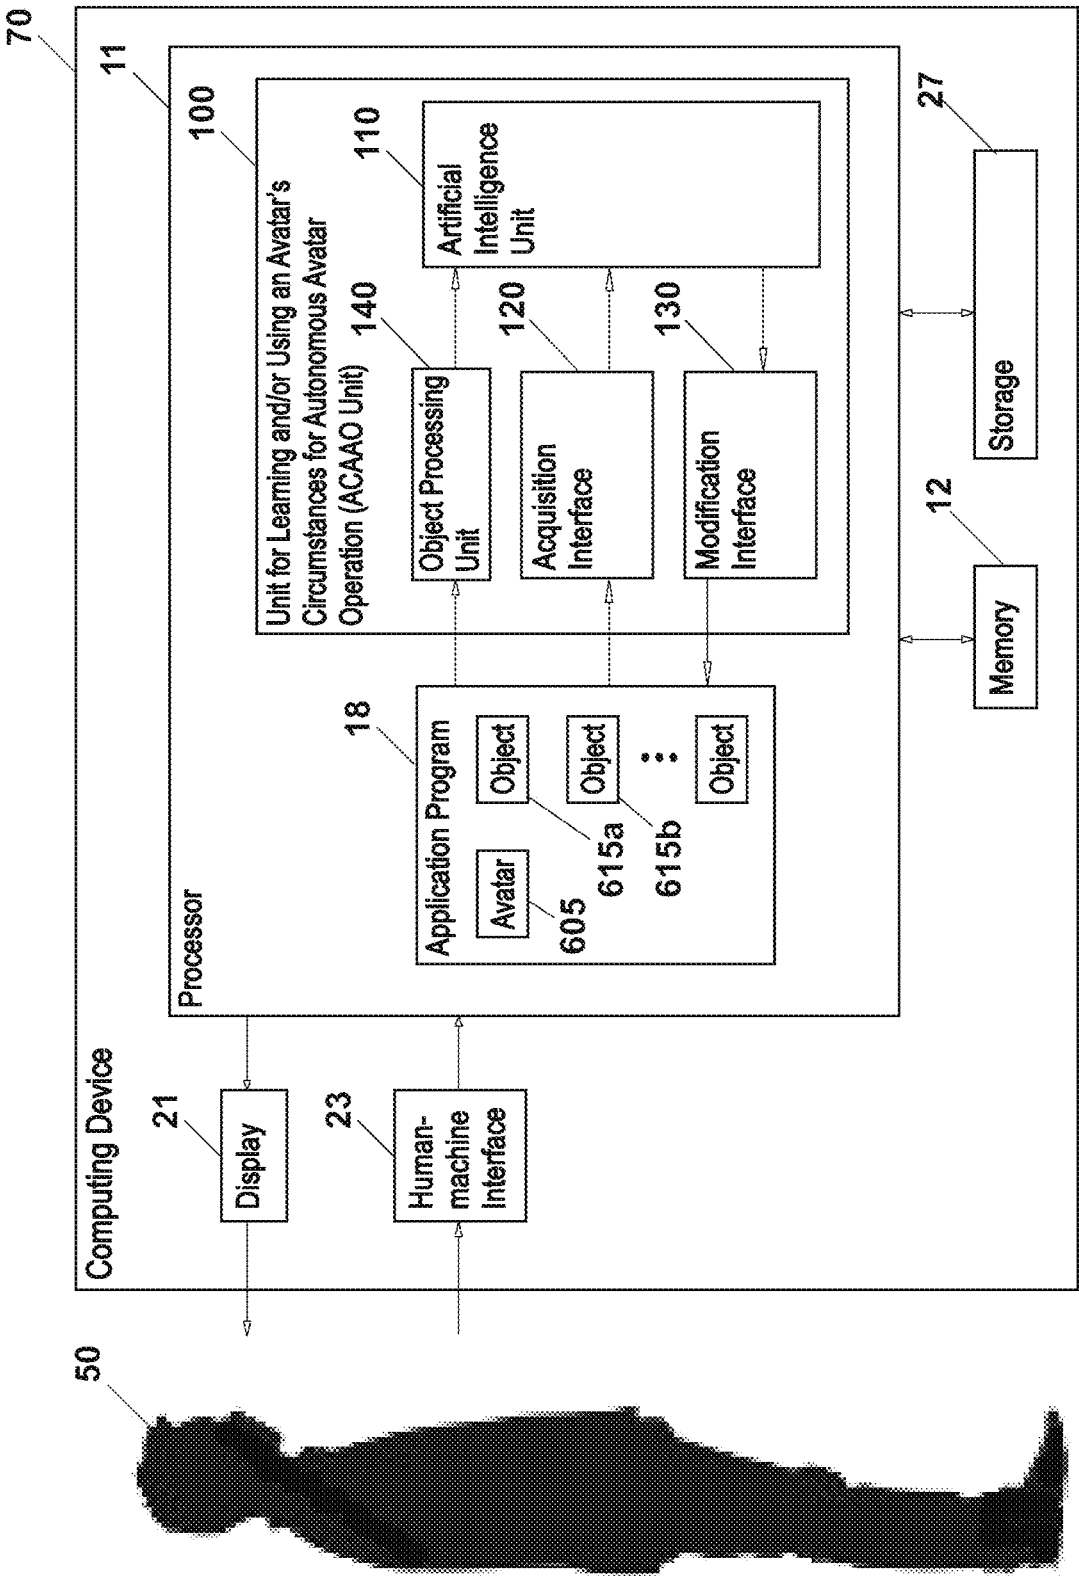 70
Computing Device
11
Processor
100
Unit for Learning and/or Using an Avatar's
Circumstances for Autonomous Avatar
Operation (ACAAO Unit)
50
21
Display
23
Human-
machine
Interface
18
Application Program
Avatar
605
Object
615a
Object
615b
Object
140
Object Processing
Unit
120
Acquisition
Interface
130
Modification
Interface
110
Artificial
Intelligence
Unit
12
Memory
27
Storage